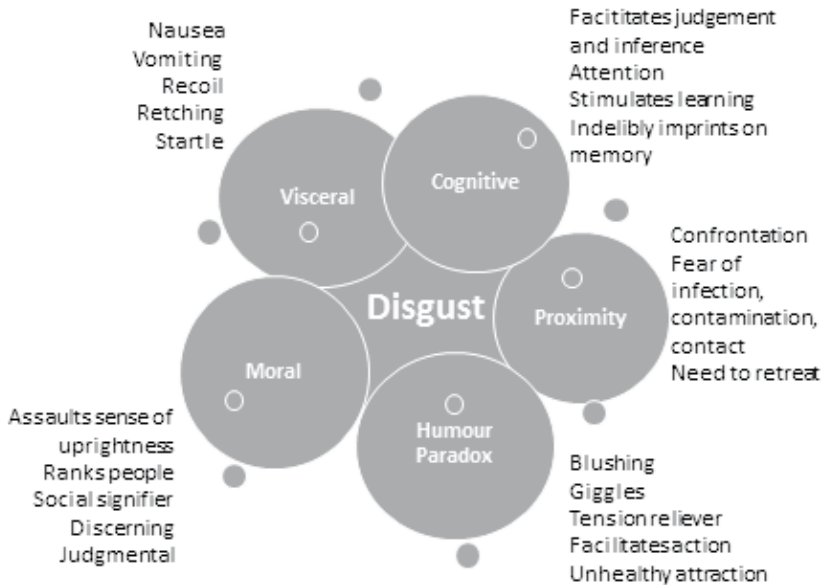 Nausea
Vomiting
Recoil
Retching
Startle
Facititates judgement
and inference
Attention
Stimulates learning
Indelibly imprints on
memory
Visceral
Cognitive
Confrontation
Fear of
infection,
contamination,
contact
Need to retreat
Disgust
Proximity
Moral
Humour
Paradox
Assaults sense of
uprightness
Ranks people
Social signifier
Discerning
Judgmental
Blushing
Giggles
Tension reliever
Facilitates action
Unhealthy attraction